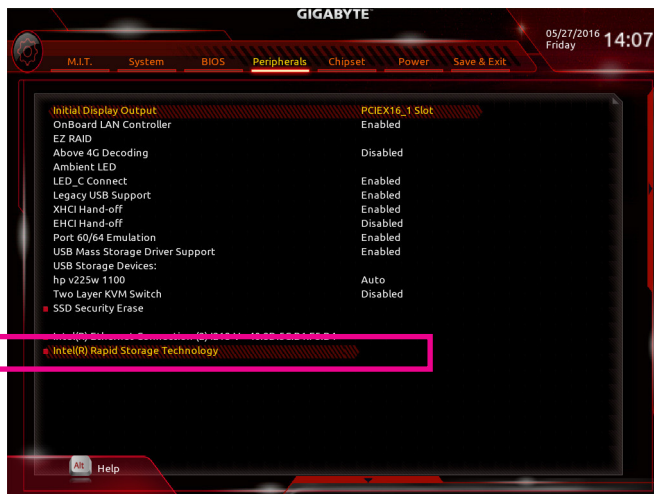 GIGABYTE™
05/27/2016
Friday
14:07
M.I.T. System BIOS Peripherals Chipset Power Save & Exit
Initial Display Output PCIEX16_1 Slot
OnBoard LAN Controller Enabled
EZ RAID
Above 4G Decoding Disabled
Ambient LED
LED_C Connect Enabled
Legacy USB Support Enabled
XHCI Hand-off Enabled
EHCI Hand-off Disabled
Port 60/64 Emulation Enabled
USB Mass Storage Driver Support Enabled
USB Storage Devices:
hp v225w 1100 Auto
Two Layer KVM Switch Disabled
SSD Security Erase
Intel(R) Ethernet Connection
Intel(R) Rapid Storage Technology
Alt Help